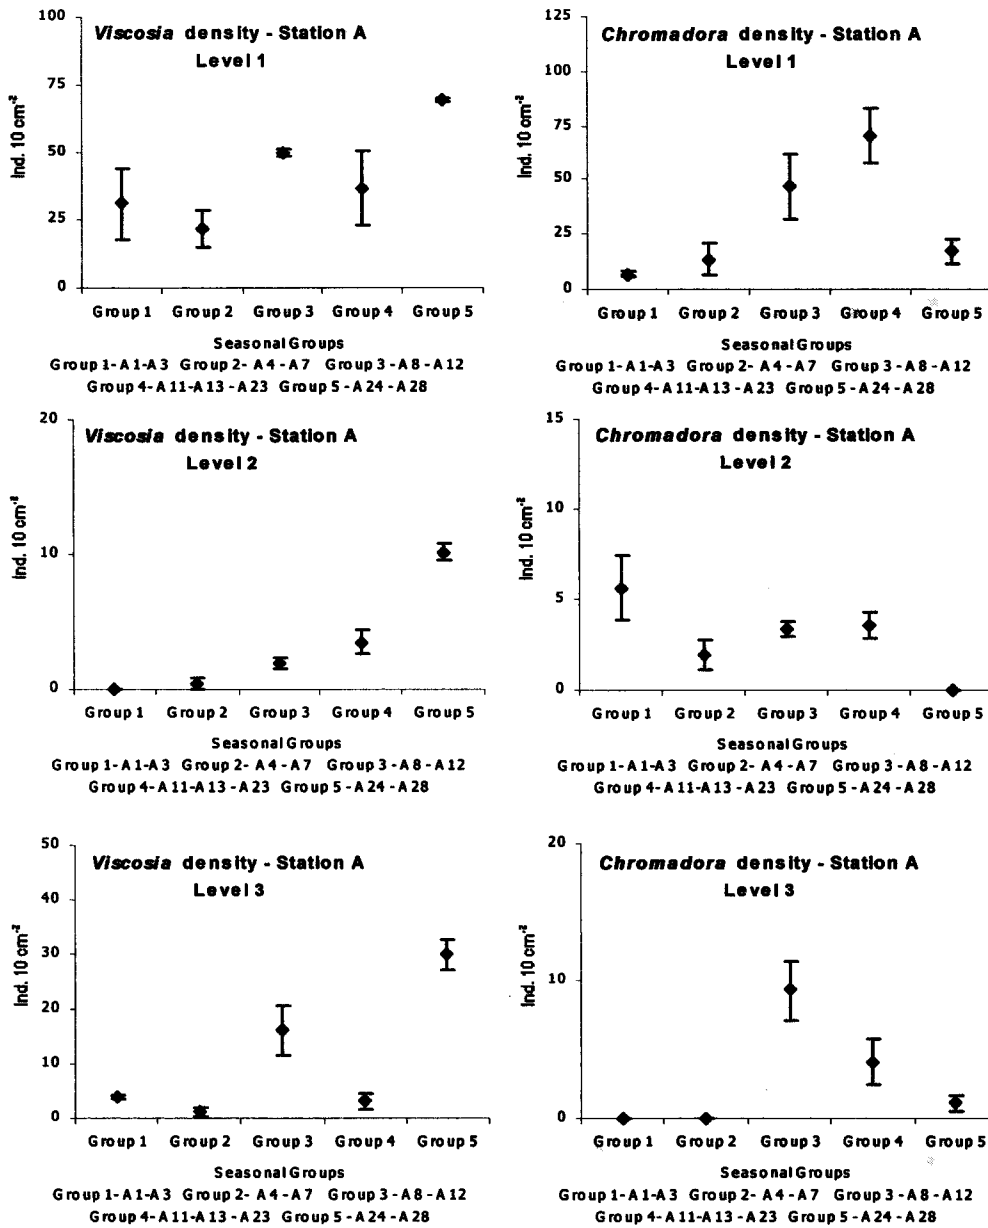 Viscosia density - Station A
Level 1
100
75
50
25
0
Ind. 10 cm⁻²
Group 1 Group 2 Group 3 Group 4 Group 5
Seasonal Groups
Group 1- A1-A3 Group 2- A4 - A7 Group 3 - A8 - A12
Group 4- A11-A13 - A23 Group 5 - A24 - A28
Chromadora density - Station A
Level 1
125
100
75
50
25
0
Ind. 10 cm⁻²
Group 1 Group 2 Group 3 Group 4 Group 5
Seasonal Groups
Group 1- A1-A3 Group 2- A4 - A7 Group 3 - A8 - A12
Group 4- A11-A13 - A23 Group 5 - A24 - A28
Viscosia density - Station A
Level 2
20
10
0
Ind. 10 cm⁻²
Group 1 Group 2 Group 3 Group 4 Group 5
Seasonal Groups
Group 1- A1-A3 Group 2- A4 - A7 Group 3 - A8 - A12
Group 4- A11-A13 - A23 Group 5 - A24 - A28
Chromadora density - Station A
Level 2
15
10
5
0
Ind. 10 cm⁻²
Group 1 Group 2 Group 3 Group 4 Group 5
Seasonal Groups
Group 1- A1-A3 Group 2- A4 - A7 Group 3 - A8 - A12
Group 4- A11-A13 - A23 Group 5 - A24 - A28
Viscosia density - Station A
Level 3
50
40
30
20
10
0
Ind. 10 cm⁻²
Group 1 Group 2 Group 3 Group 4 Group 5
Seasonal Groups
Group 1- A1-A3 Group 2- A4 - A7 Group 3 - A8 - A12
Group 4- A11-A13 - A23 Group 5 - A24 - A28
Chromadora density - Station A
Level 3
20
10
0
Ind. 10 cm⁻²
Group 1 Group 2 Group 3 Group 4 Group 5
Seasonal Groups
Group 1- A1-A3 Group 2- A4 - A7 Group 3 - A8 - A12
Group 4- A11-A13 - A23 Group 5 - A24 - A28